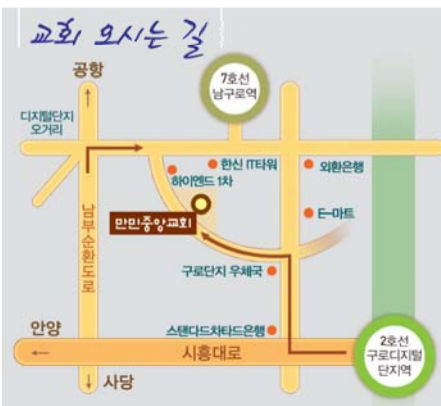 교회 오시는 길
공항
7호선
남구로역
디지털단지
오거리
한신 IT타워
외환은행
하이엔드 1차
E-마트
만민중앙교회
남부순환도로
구로단지 우체국
스탠다드차타드은행
안양
시흥대로
2호선
구로디지털
단지역
사당